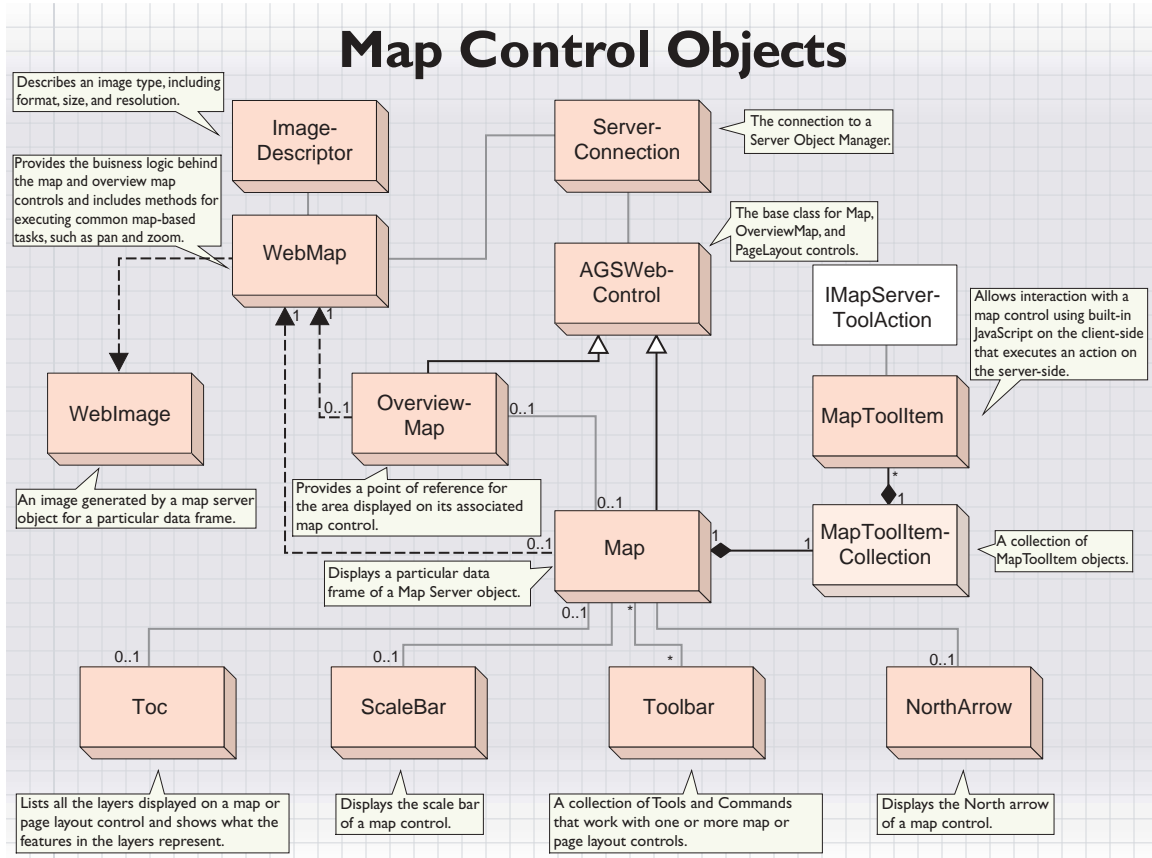 Map Control Objects
Describes an image type, including
format, size, and resolution.
Image-
Descriptor
Server-
Connection
The connection to a
Server Object Manager.
Provides the buisness logic behind
the map and overview map
controls and includes methods for
executing common map-based
tasks, such as pan and zoom.
WebMap
The base class for Map,
OverviewMap, and
PageLayout controls.
AGSWeb-
Control
IMapServer-
ToolAction
Allows interaction with a
map control using built-in
JavaScript on the client-side
that executes an action on
the server-side.
1
1
WebImage
0..1
Overview-
Map
0..1
MapToolItem
An image generated by a map server
object for a particular data frame.
Provides a point of reference for
the area displayed on its associated
map control.
0..1
*
1
0..1
Map
1
1
MapToolItem-
Collection
A collection of
MapToolItem objects.
Displays a particular data
frame of a Map Server object.
0..1
*
0..1
0..1
*
0..1
Toc
ScaleBar
Toolbar
NorthArrow
Lists all the layers displayed on a map or
page layout control and shows what the
features in the layers represent.
Displays the scale bar
of a map control.
A collection of Tools and Commands
that work with one or more map or
page layout controls.
Displays the North arrow
of a map control.